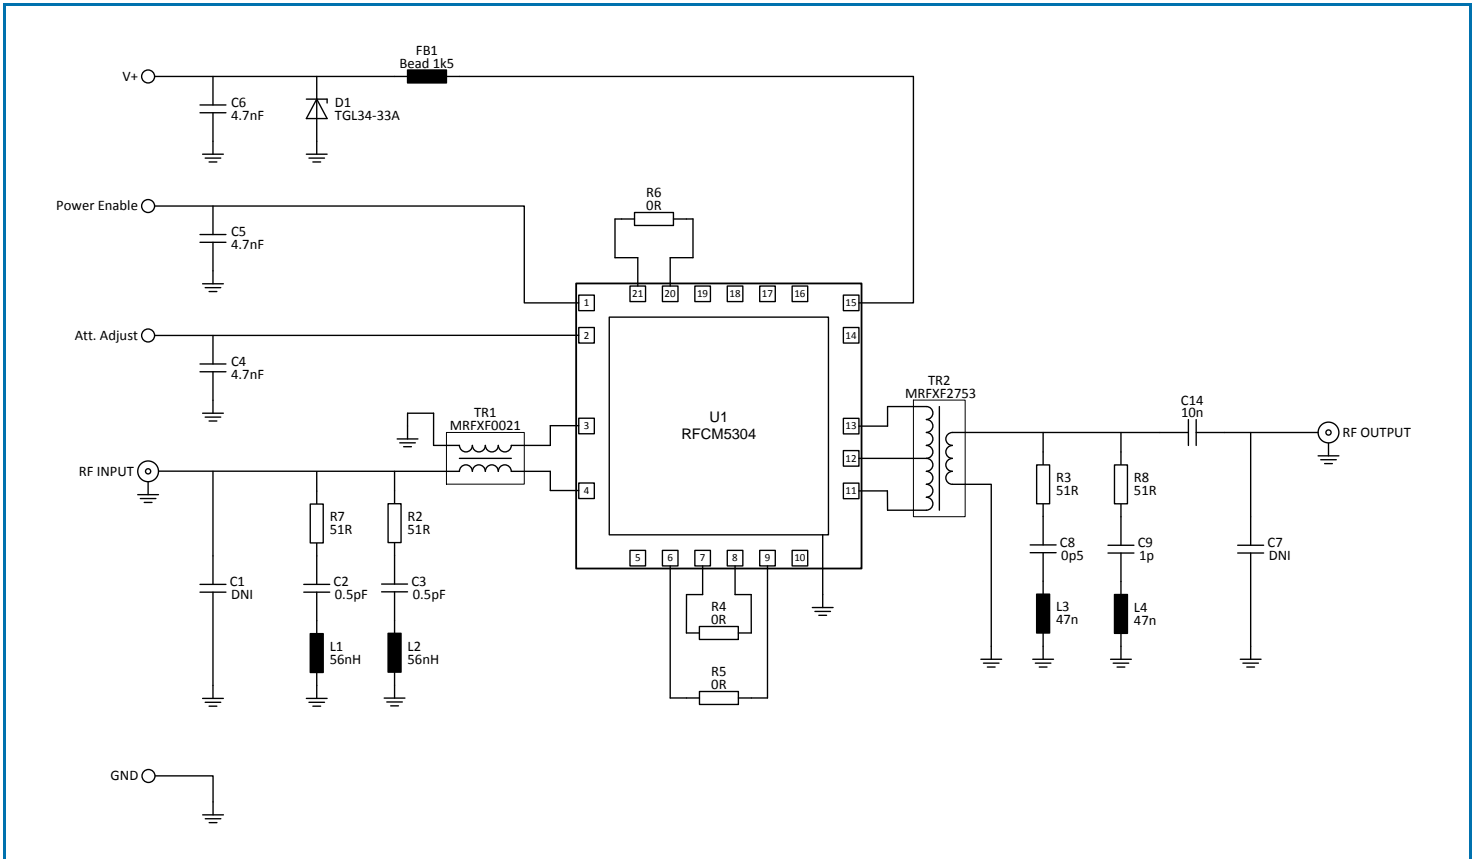 FB1
Bead 1k5
V+
C6
4.7nF
D1
TGL34-33A
R6
0R
Power Enable
C5
4.7nF
21 20 19 18 17 16
1
15
Att. Adjust
2
14
C4
4.7nF
TR1
MRFXF0021
3
U1
RFCM5304
13
TR2
MRFXF2753
C14
10n
RF OUTPUT
12
RF INPUT
4
11
R3
51R
R8
51R
R7
51R
R2
51R
C8
0p5
C9
1p
C7
DNI
5 6 7 8 9 10
C1
DNI
C2
0.5pF
C3
0.5pF
R4
0R
L3
47n
L4
47n
L1
56nH
L2
56nH
R5
0R
GND